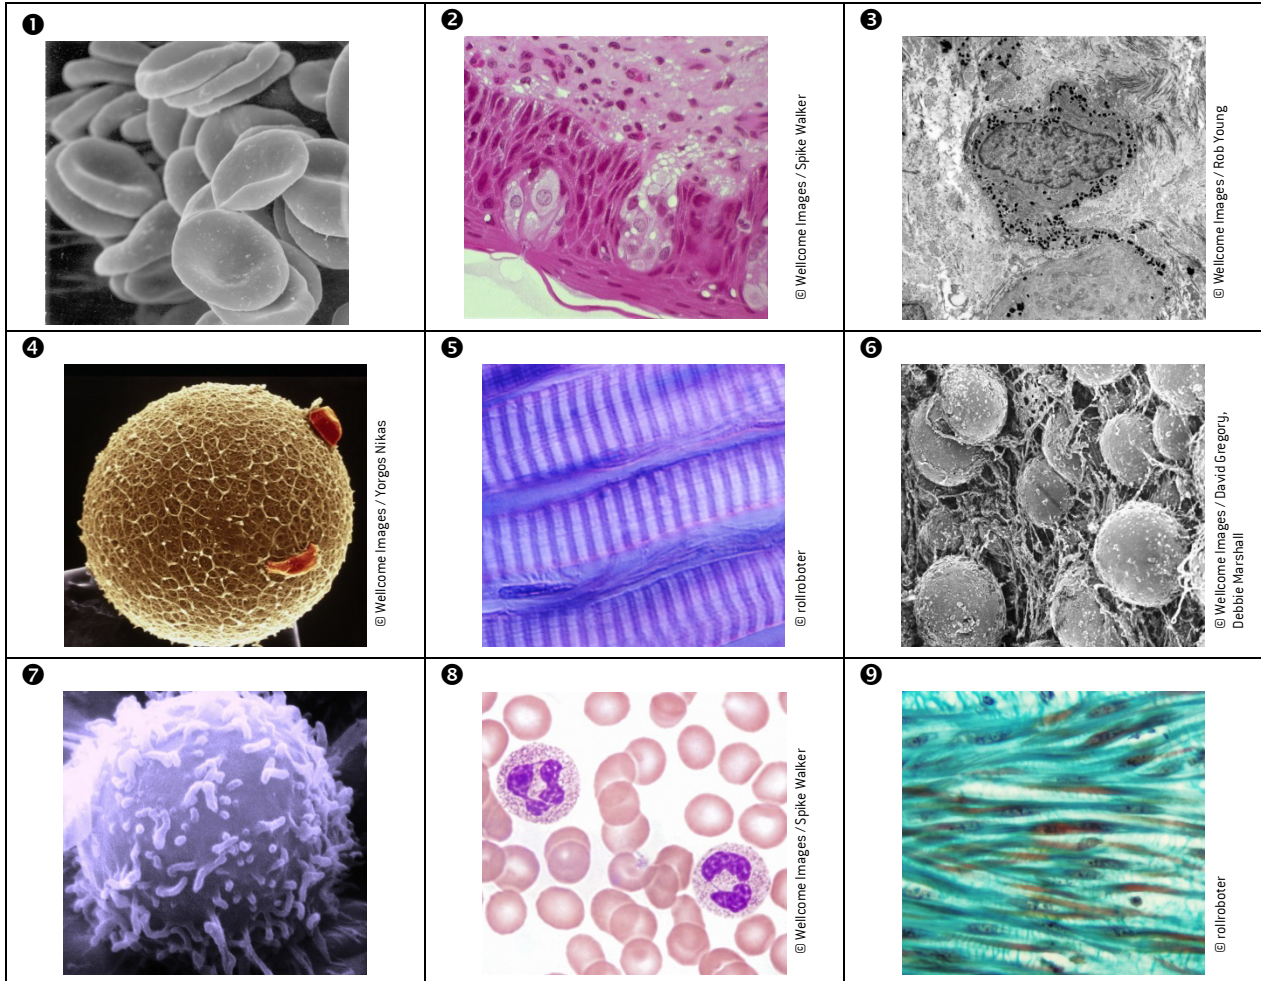 ❶
❷
© Wellcome Images / Spike Walker
❸
© Wellcome Images / Rob Young
❹
© Wellcome Images / Yorgos Nikas
❺
© rollroboter
❻
© Wellcome Images / David Gregory,
Debbie Marshall
❼
❽
© Wellcome Images / Spike Walker
❾
© rollroboter